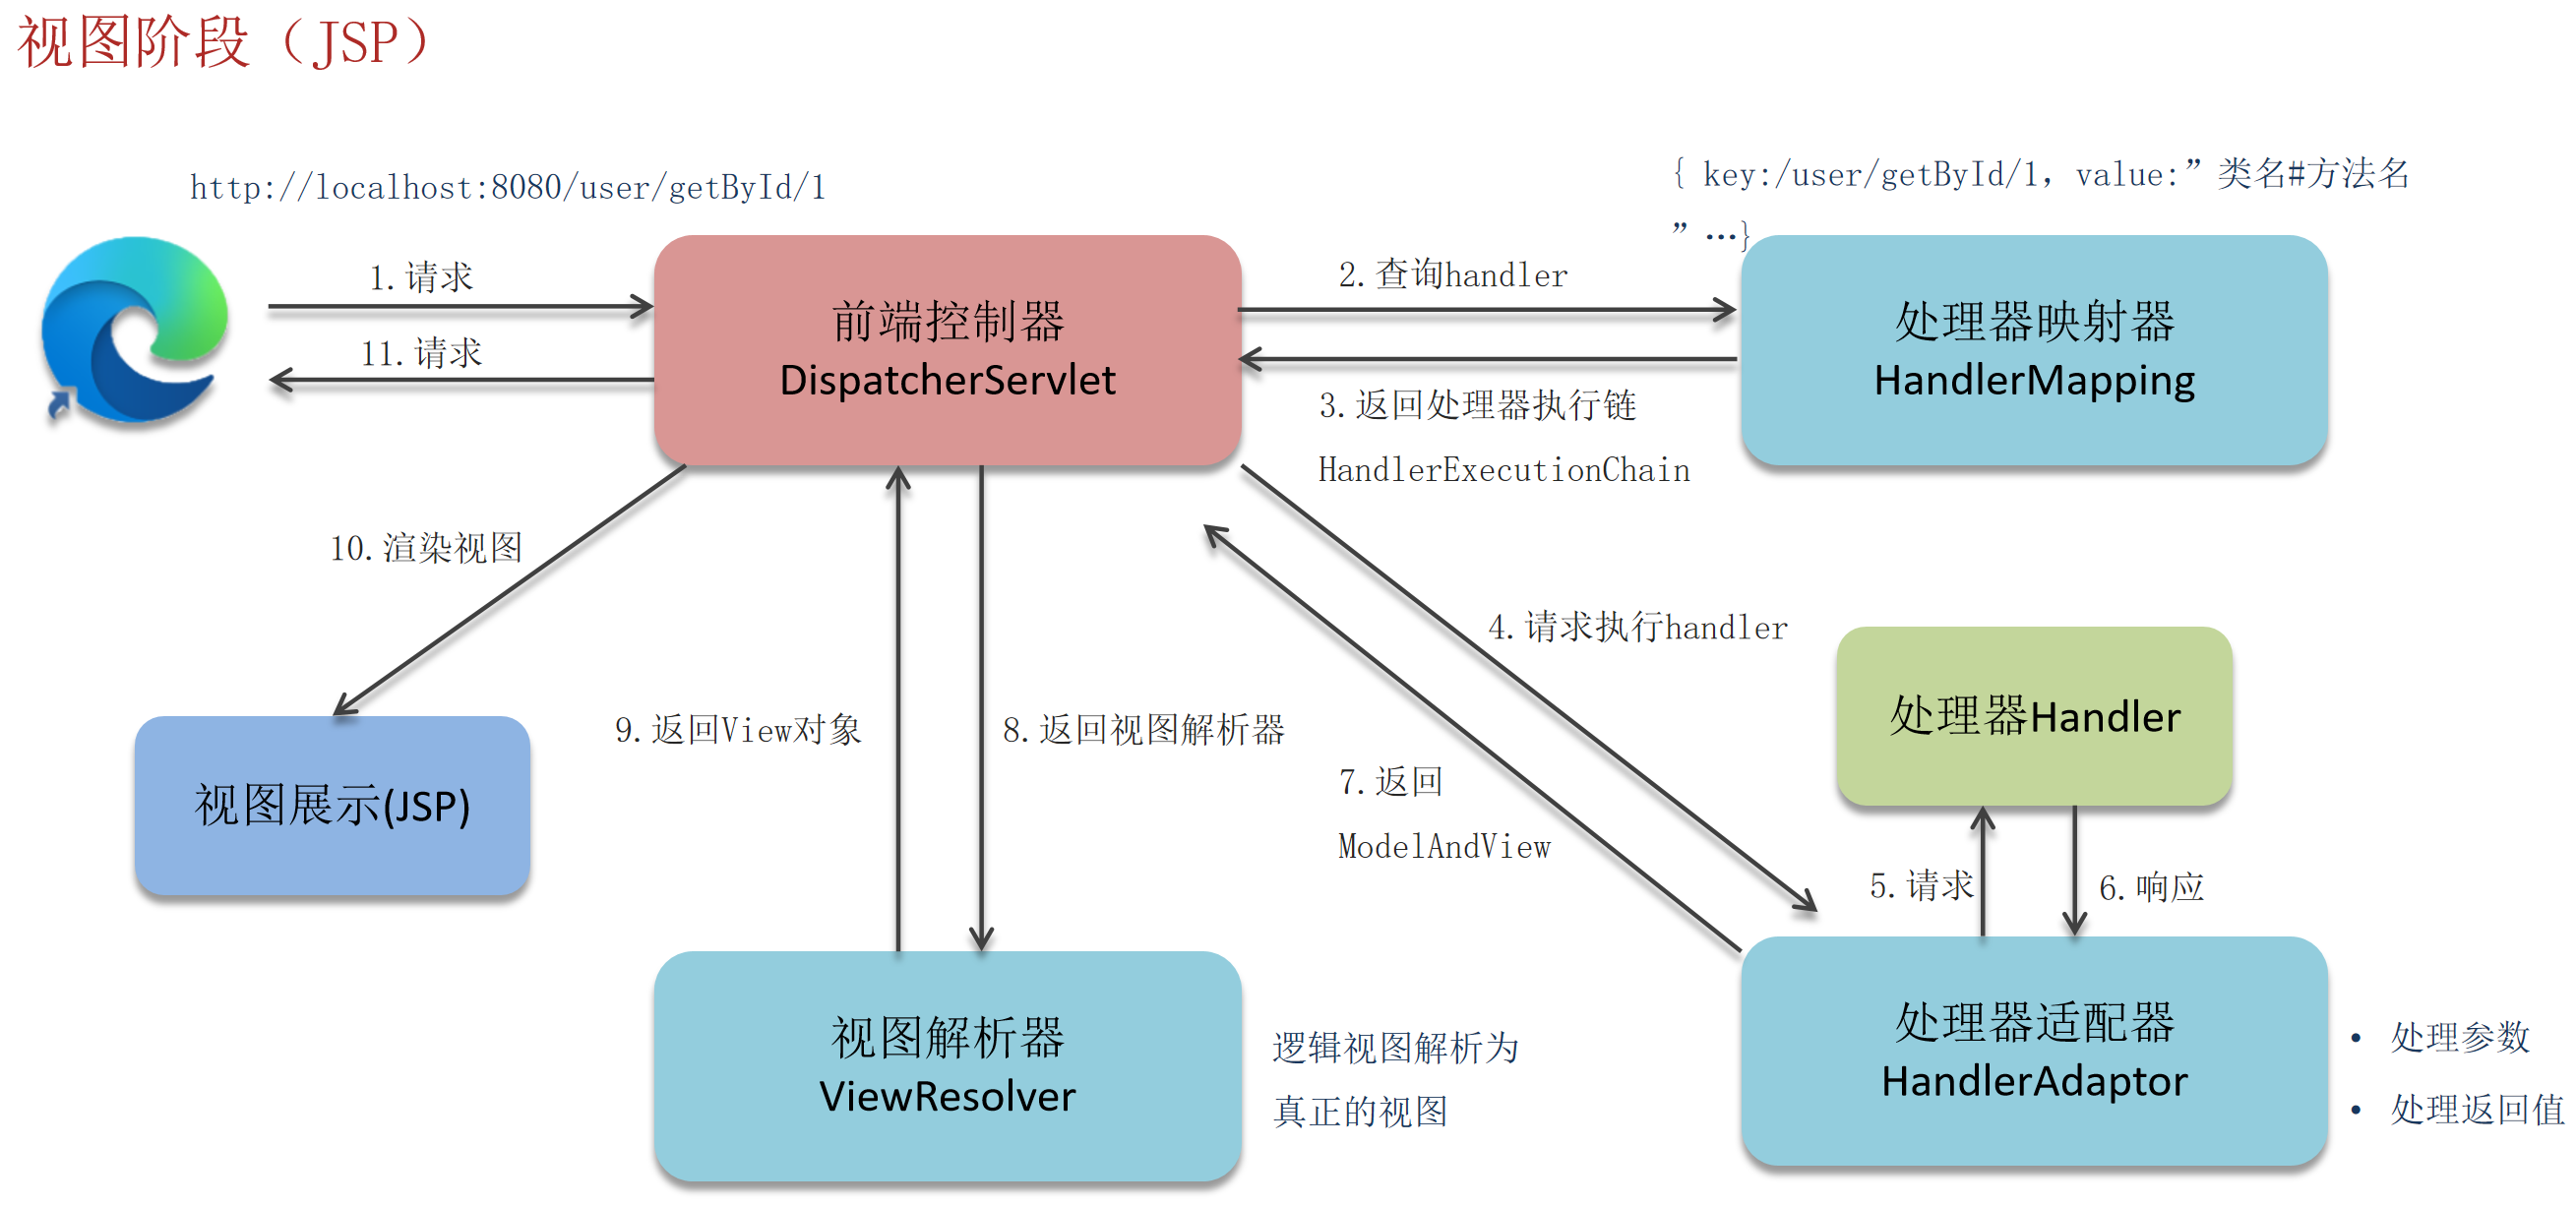 视图阶段（JSP）
http://localhost:8080/user/getById/1
{ key:/user/getById/1，value:”类名#方法名
”…}
1.请求
11.请求
前端控制器
DispatcherServlet
2.查询handler
3.返回处理器执行链
HandlerExecutionChain
处理器映射器
HandlerMapping
10.渲染视图
4.请求执行handler
处理器Handler
视图展示(JSP)
9.返回View对象
8.返回视图解析器
7.返回
ModelAndView
5.请求
6.响应
视图解析器
ViewResolver
逻辑视图解析为
真正的视图
处理器适配器
HandlerAdaptor
• 处理参数
• 处理返回值